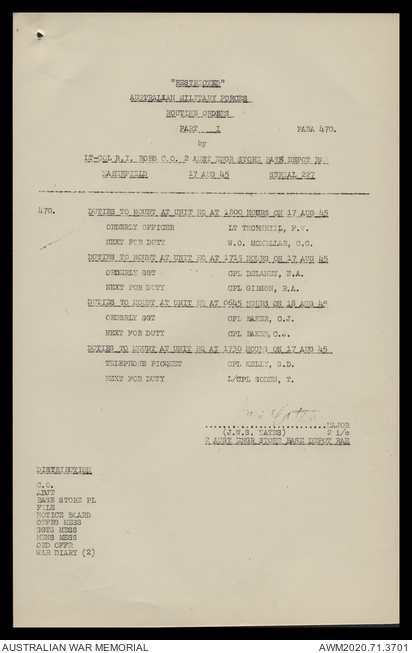 "RESTRICTED"
AUSTRALIAN MILITARY FORCES
ROUTINE ORDERS
PART I PARA 470.
by
LT-COL R.I. ROHS C.O. 2 AUST ENGR STORE BASE DEPOT
17 AUG 45 SERIAL 227
470. DUTIES TO MOUNT AT UNIT HQ AT 1800 HOURS ON 17 AUG 45
ORDERLY OFFICER LT THORNHILL, F.W.
NEXT FOR DUTY W.O. McKELLAR, C.C.
DUTIES TO MOUNT AT UNIT HQ AT 1715 HOURS ON 17 AUG 45
ORDERLY SGT CPL DELANEY, E.A.
NEXT FOR DUTY CPL GIBSON, R.A.
DUTIES TO MOUNT AT UNIT HQ AT 0645 HOURS ON 18 AUG 45
ORDERLY SGT CPL BAKER, C.J.
NEXT FOR DUTY CPL BAKER, C.J.
DUTIES TO MOUNT AT UNIT HQ AT 1730 HOURS ON 17 AUG 45
TELEPHONE PICQUET CPL KELLY, S.D.
NEXT FOR DUTY L/CPL SODEN, T.
Yates
MAJOR
(J.W.S. YATES) 2 i/c
2 AUST ENGR STORE BASE DEPOT RAE
DISTRIBUTION
C.O.
ADJT
BASE STORE PL
FILE
NOTICE BOARD
OFFRS MESS
SGTS MESS
MENS MESS
ORD OFFR
WAR DIARY (2)
AUSTRALIAN WAR MEMORIAL AWM2020.71.3701